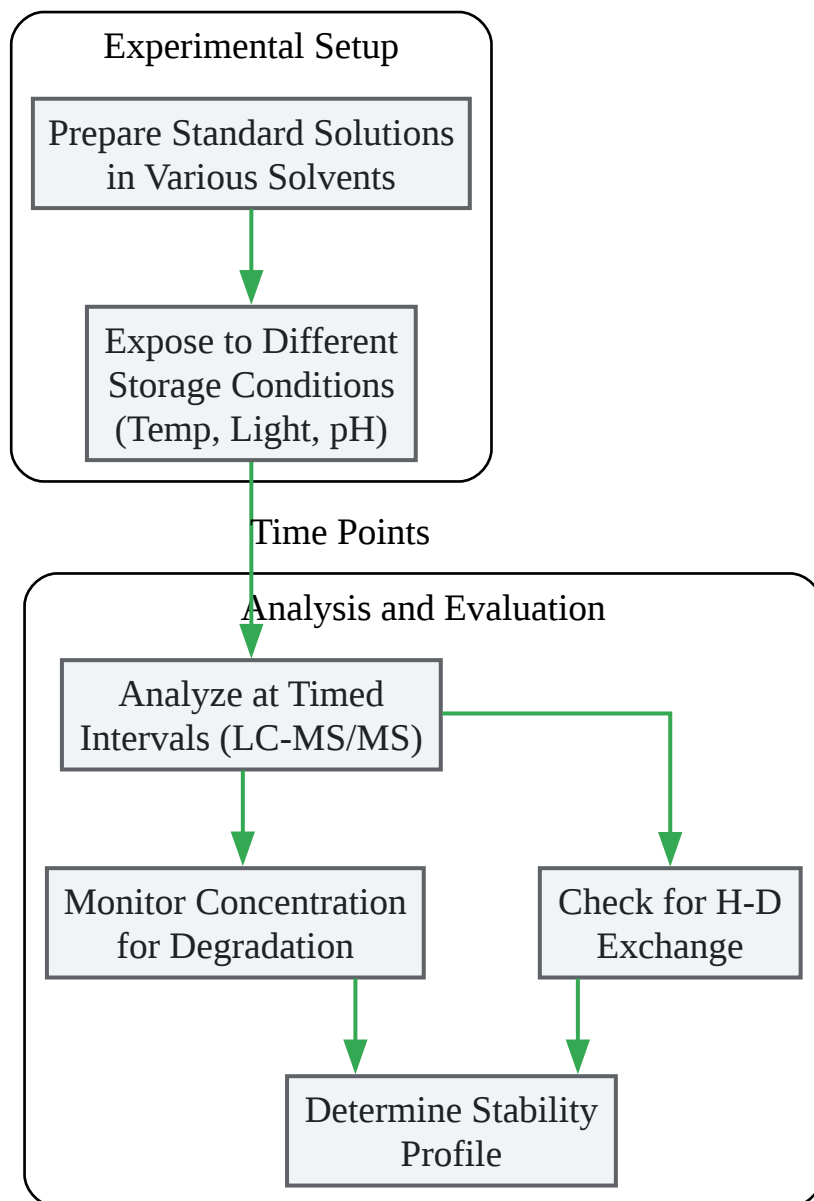 Experimental Setup
Prepare Standard Solutions
in Various Solvents
Expose to Different
Storage Conditions
(Temp, Light, pH)
Time Points
Analysis and Evaluation
Analyze at Timed
Intervals (LC-MS/MS)
Monitor Concentration
for Degradation
Check for H-D
Exchange
Determine Stability
Profile